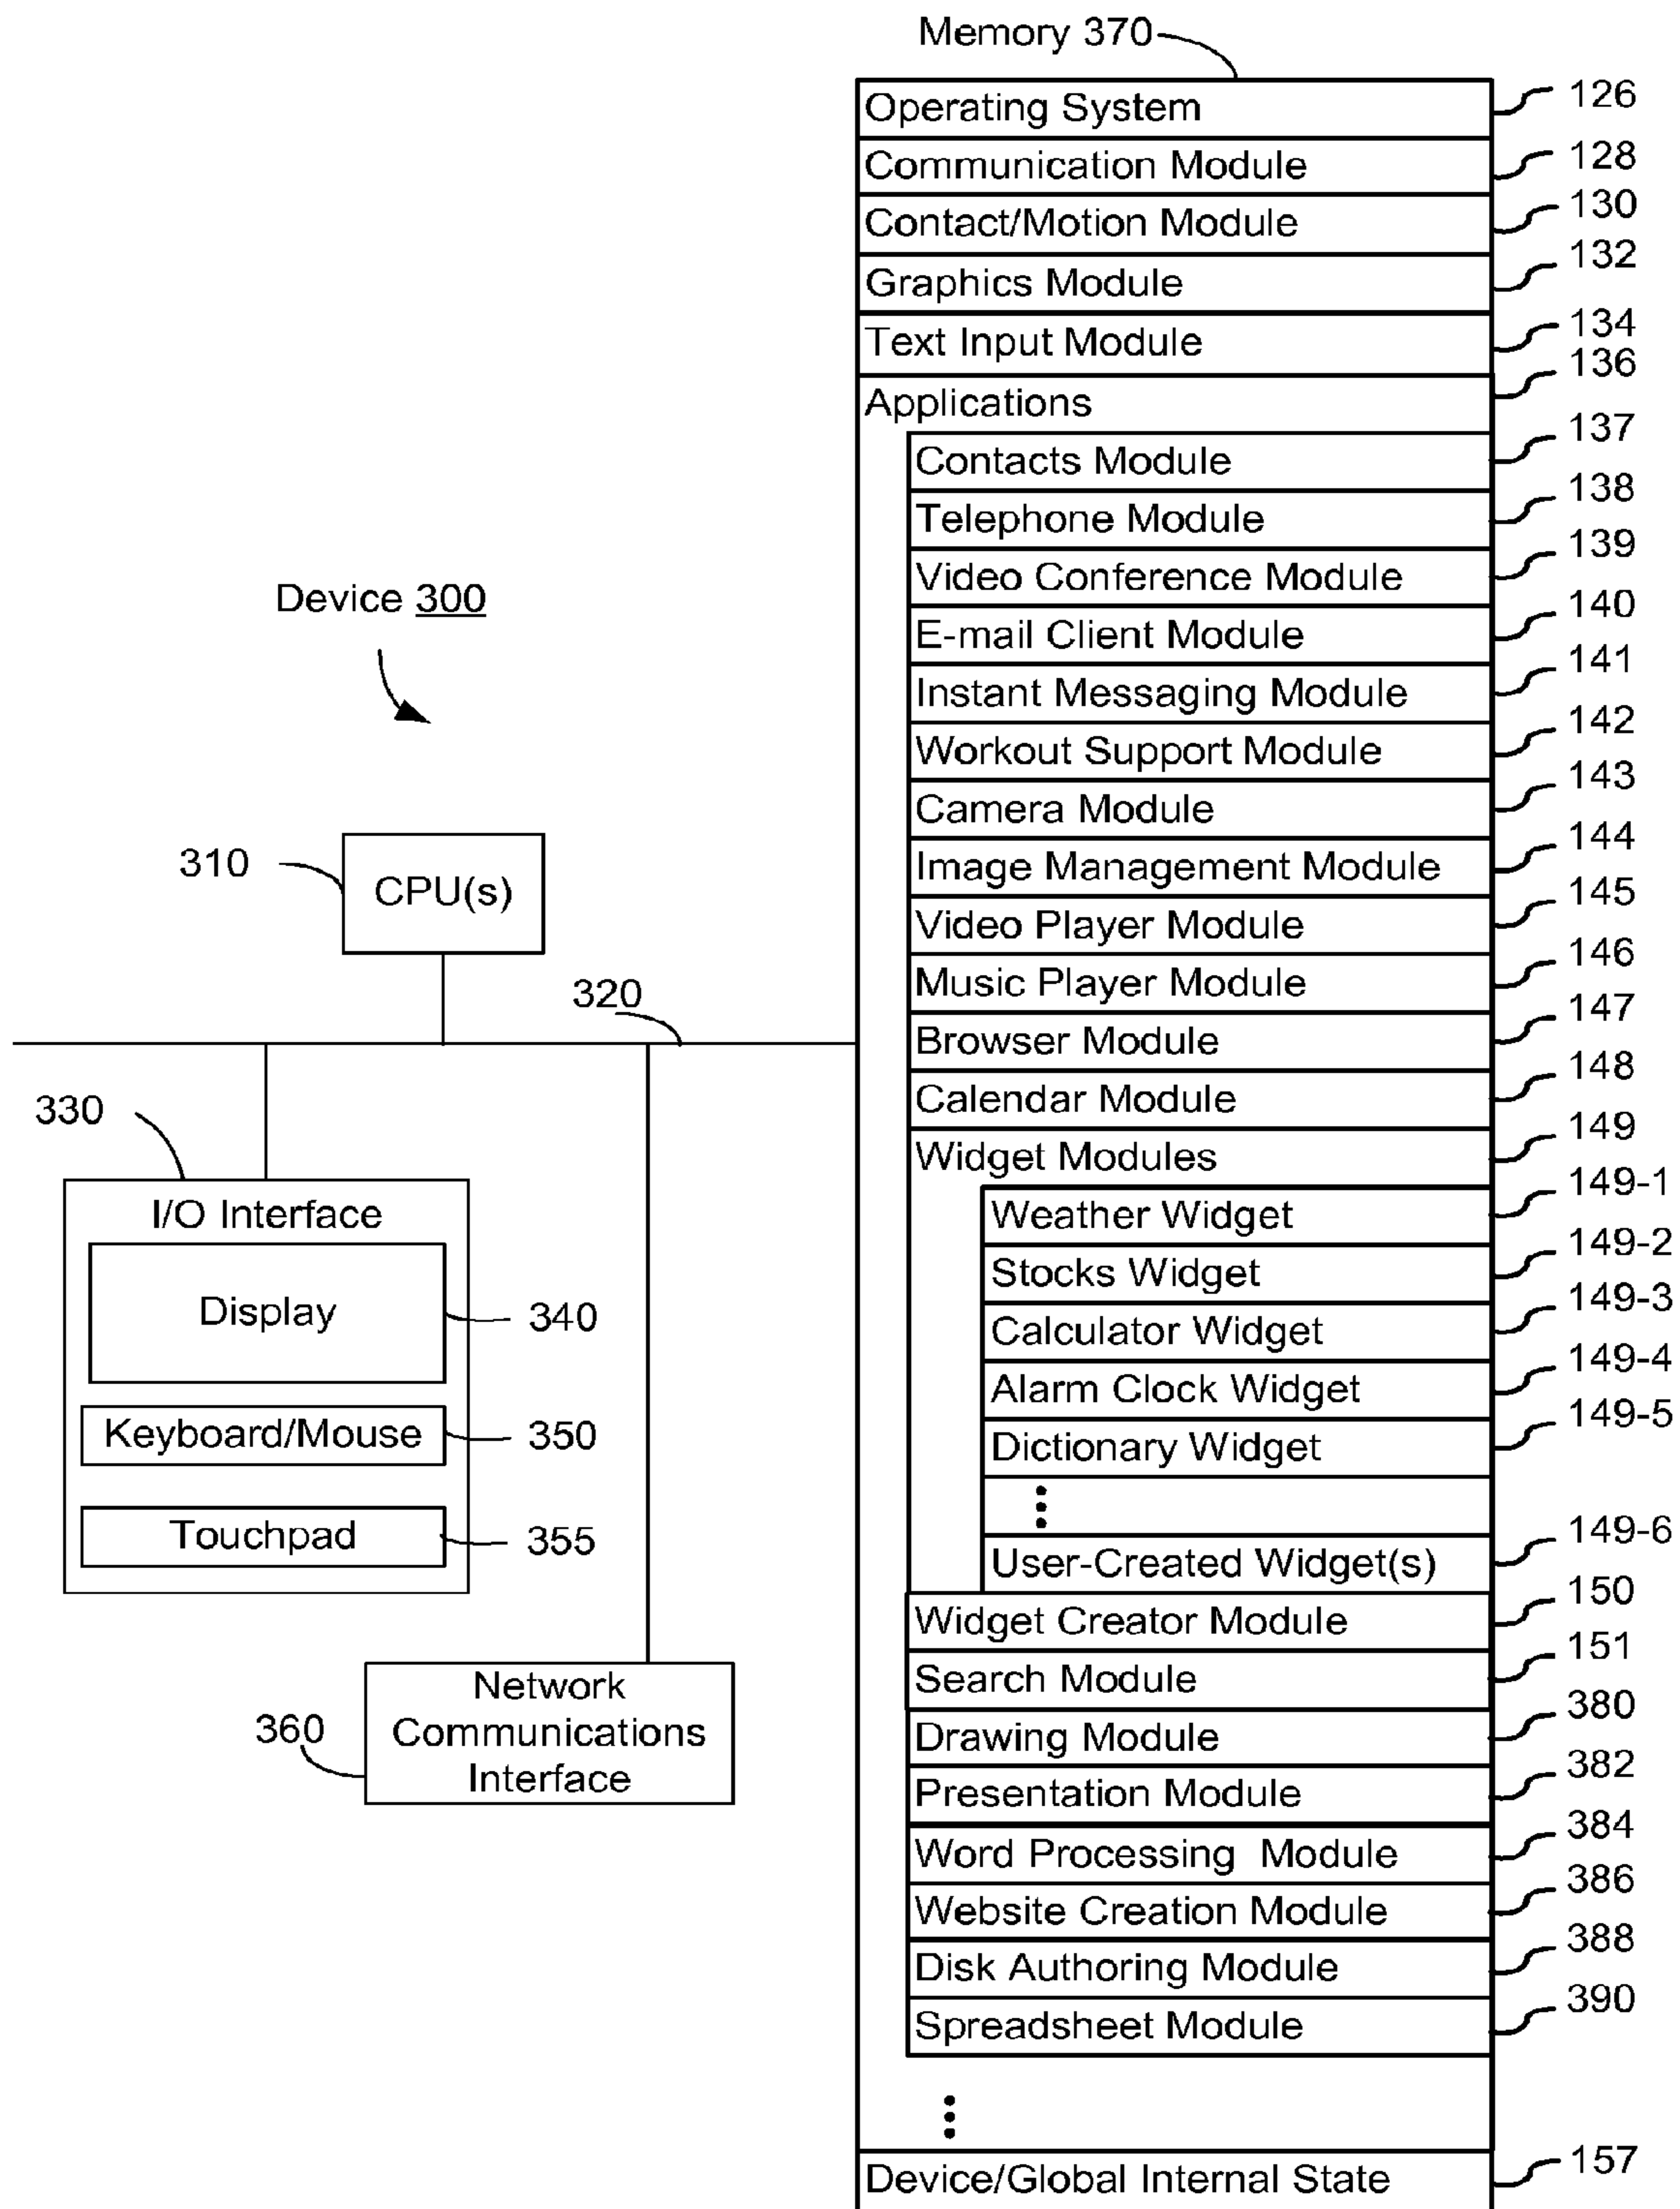 Memory 370
Operating System 126
Communication Module 128
Contact/Motion Module 130
Graphics Module 132
Text Input Module 134
Applications 136
Contacts Module 137
Telephone Module 138
Video Conference Module 139
E-mail Client Module 140
Instant Messaging Module 141
Workout Support Module 142
Camera Module 143
Image Management Module 144
Video Player Module 145
Music Player Module 146
Browser Module 147
Calendar Module 148
Widget Modules 149
Weather Widget 149-1
Stocks Widget 149-2
Calculator Widget 149-3
Alarm Clock Widget 149-4
Dictionary Widget 149-5
User-Created Widget(s) 149-6
Widget Creator Module 150
Search Module 151
Drawing Module 380
Presentation Module 382
Word Processing Module 384
Website Creation Module 386
Disk Authoring Module 388
Spreadsheet Module 390
Device/Global Internal State 157
Device 300
310
CPU(s)
320
330
I/O Interface
Display 340
Keyboard/Mouse 350
Touchpad 355
360
Network
Communications
Interface